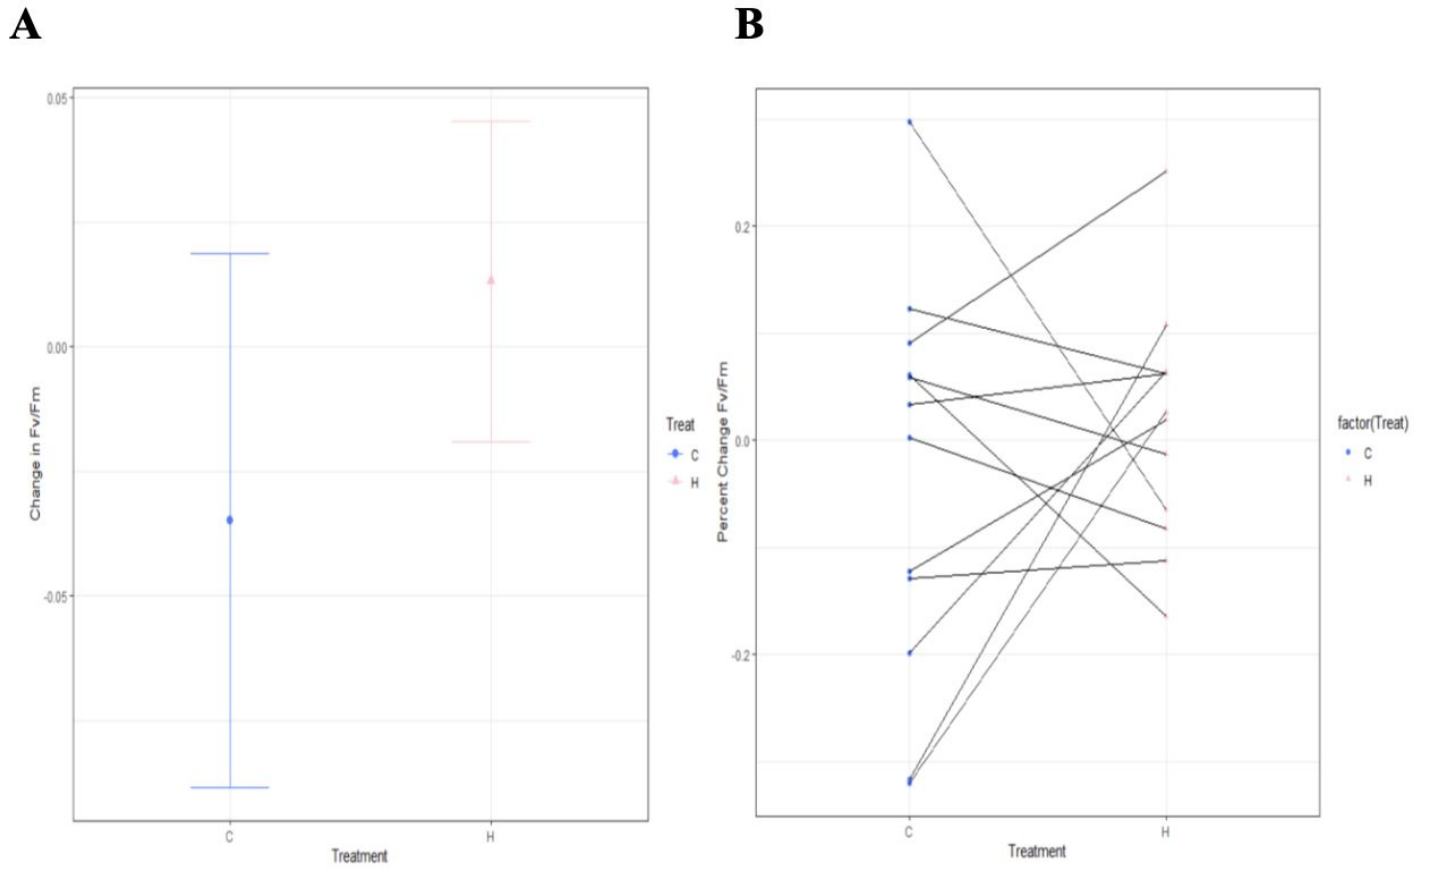 A
B
0.05
0.00
-0.05
Change in Fv/Fm
C
H
Treatment
Treat
C
H
0.2
0.0
-0.2
Percent Change Fv/Fm
C
H
Treatment
factor(Treat)
C
H